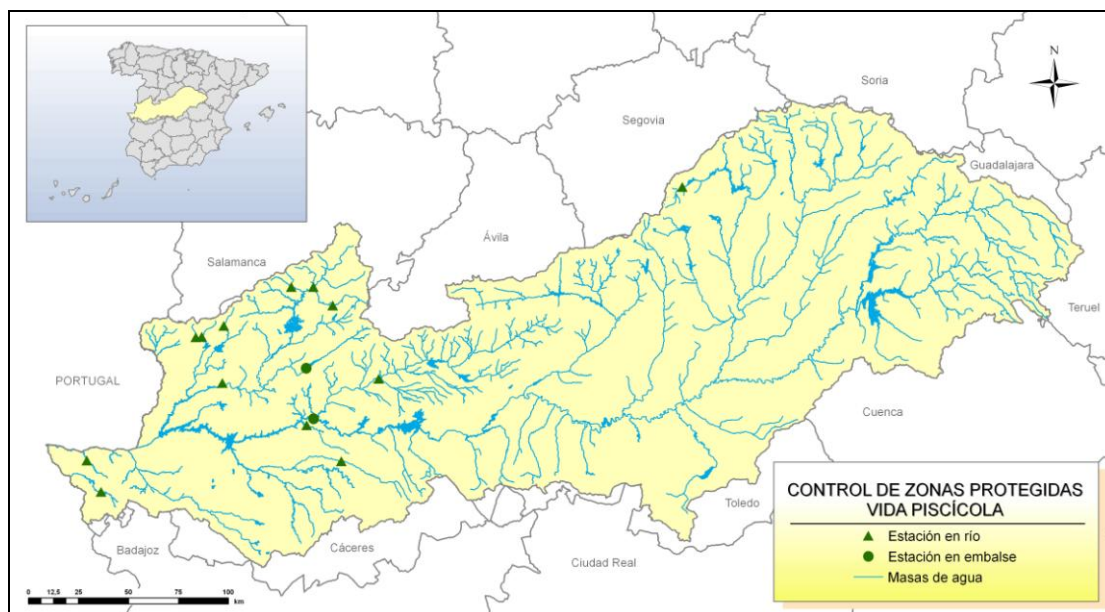 Soria
N
Segovia
Guadalajara
Ávila
Salamanca
Teruel
PORTUGAL
Cuenca
Toledo
Badajoz
Cáceres
Ciudad Real
CONTROL DE ZONAS PROTEGIDAS
VIDA PISCÍCOLA
Estación en río
Estación en embalse
Masas de agua
0 12,5 25 50 75 100
km